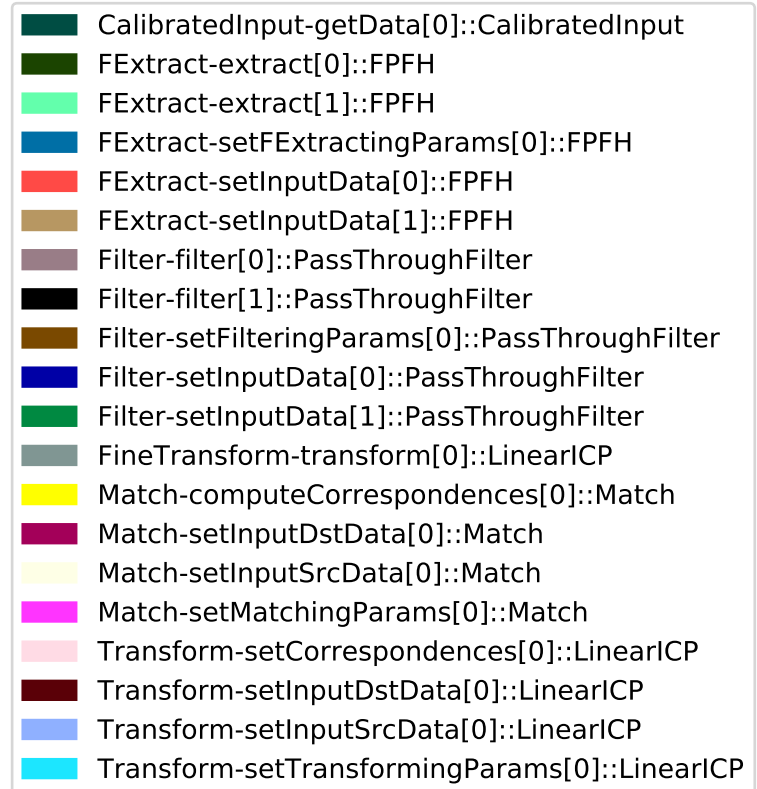 CalibratedInput-getData[0]::CalibratedInput
FExtract-extract[0]::FPFH
FExtract-extract[1]::FPFH
FExtract-setFExtractingParams[0]::FPFH
FExtract-setInputData[0]::FPFH
FExtract-setInputData[1]::FPFH
Filter-filter[0]::PassThroughFilter
Filter-filter[1]::PassThroughFilter
Filter-setFilteringParams[0]::PassThroughFilter
Filter-setInputData[0]::PassThroughFilter
Filter-setInputData[1]::PassThroughFilter
FineTransform-transform[0]::LinearICP
Match-computeCorrespondences[0]::Match
Match-setInputDstData[0]::Match
Match-setInputSrcData[0]::Match
Match-setMatchingParams[0]::Match
Transform-setCorrespondences[0]::LinearICP
Transform-setInputDstData[0]::LinearICP
Transform-setInputSrcData[0]::LinearICP
Transform-setTransformingParams[0]::LinearICP